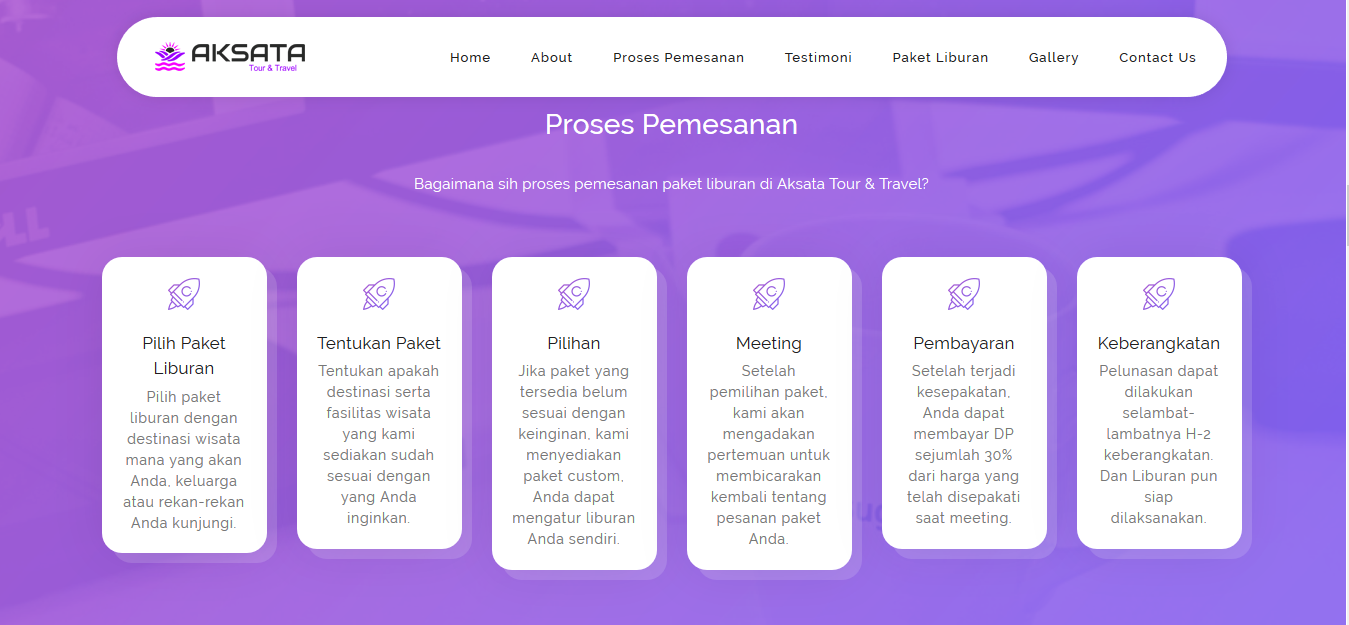 AKSATA
Tour & Travel
Home
About
Proses Pemesanan
Testimoni
Paket Liburan
Gallery
Contact Us
Proses Pemesanan
Bagaimana sih proses pemesanan paket liburan di Aksata Tour & Travel?
Pilih Paket
Liburan
Pilih paket
liburan dengan
destinasi wisata
mana yang akan
Anda, keluarga
atau rekan-rekan
Anda kunjungi.
Tentukan Paket
Tentukan apakah
destinasi serta
fasilitas wisata
yang kami
sediakan sudah
sesuai dengan
yang Anda
inginkan.
Pilihan
Jika paket yang
tersedia belum
sesuai dengan
keinginan, kami
menyediakan
paket custom,
Anda dapat
mengatur liburan
Anda sendiri.
Meeting
Setelah
pemilihan paket,
kami akan
mengadakan
pertemuan untuk
membicarakan
kembali tentang
pesanan paket
Anda.
Pembayaran
Setelah terjadi
kesepakatan,
Anda dapat
membayar DP
sejumlah 30%
dari harga yang
telah disepakati
saat meeting.
Keberangkatan
Pelunasan dapat
dilakukan
selambat-
lambatnya H-2
keberangkatan.
Dan Liburan pun
siap
dilaksanakan.